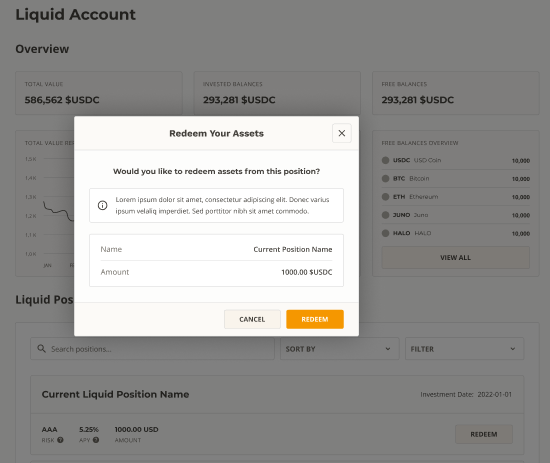 Liquid Account
Overview
TOTAL VALUE
586,562 $USDC
INVESTED BALANCES
293,281 $USDC
FREE BALANCES
293,281 $USDC
TOTAL VALUE
1.5K
1.4K
1.3K
1.2K
1.1K
1.0K
JAN
FREE BALANCES OVERVIEW
USDC USD Coin 10,000
BTC Bitcoin 10,000
ETH Ethereum 10,000
JUNO Juno 10,000
HALO HALO 10,000
VIEW ALL
Redeem Your Assets
Would you like to redeem assets from this position?
Lorem ipsum dolor sit amet, consectetur adipiscing elit. Donec varius
ipsum velaliq imperdiet. Sed porttitor nibh sit amet commodo.
Name Current Position Name
Amount 1000.00 $USDC
CANCEL
REDEEM
Liquid Pos
Search positions...
SORT BY
FILTER
Current Liquid Position Name
Investment Date: 2022-01-01
AAA 5.25% 1000.00 USD
RISK ? APY ? AMOUNT
REDEEM